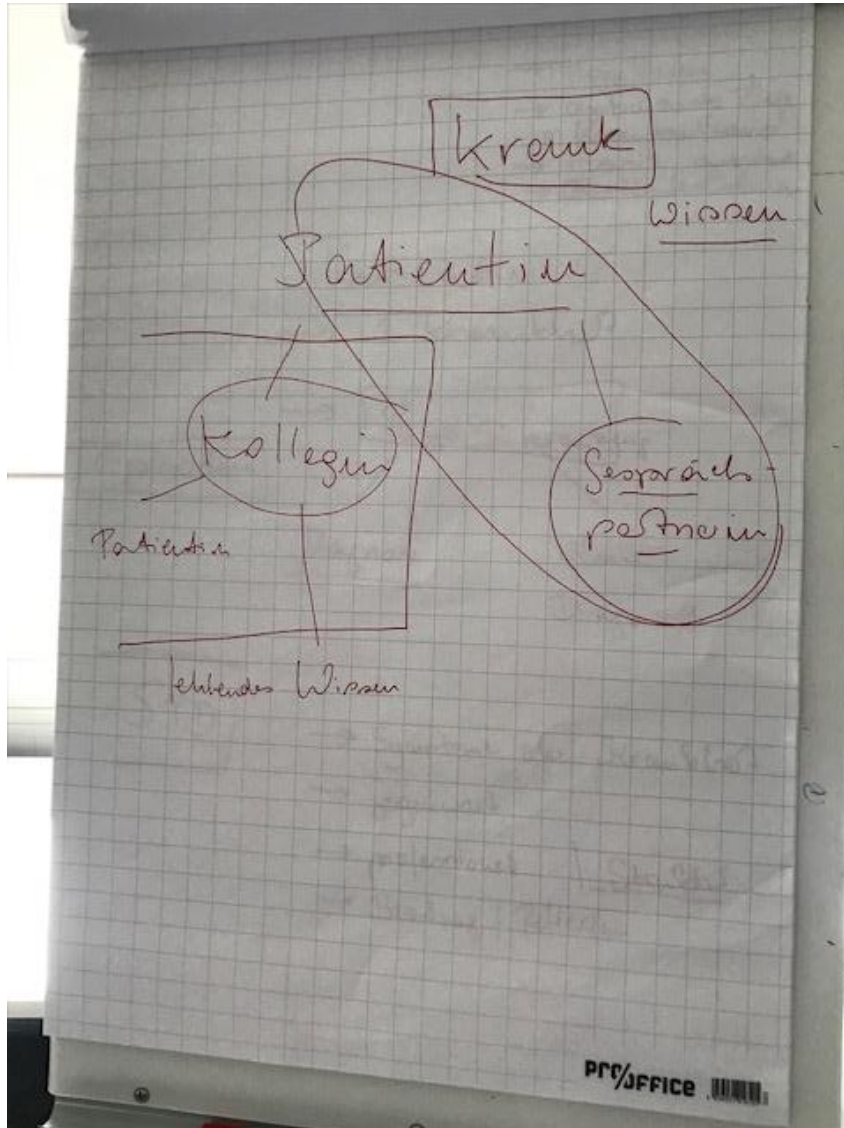 Krank
Wissen
Patientin
Kollegin
Gesprächs-
partnerin
Patientin
fehlendes Wissen
PRO/OFFICE